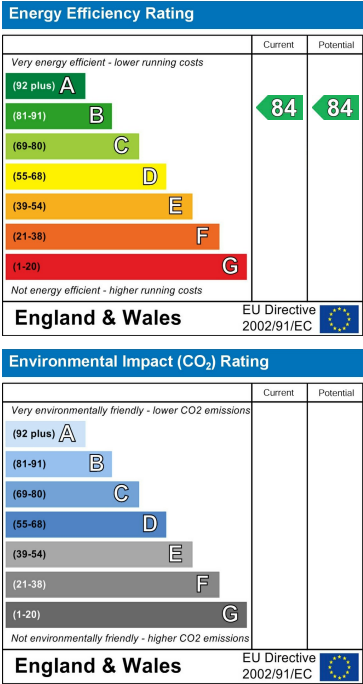 Energy Efficiency Rating
Current Potential
Very energy efficient - lower running costs
(92 plus) A
(81-91) B 84 84
(69-80) C
(55-68) D
(39-54) E
(21-38) F
(1-20) G
Not energy efficient - higher running costs
England & Wales EU Directive
2002/91/EC
Environmental Impact (CO₂) Rating
Current Potential
Very environmentally friendly - lower CO2 emissions
(92 plus) A
(81-91) B
(69-80) C
(55-68) D
(39-54) E
(21-38) F
(1-20) G
Not environmentally friendly - higher CO2 emissions
England & Wales EU Directive
2002/91/EC